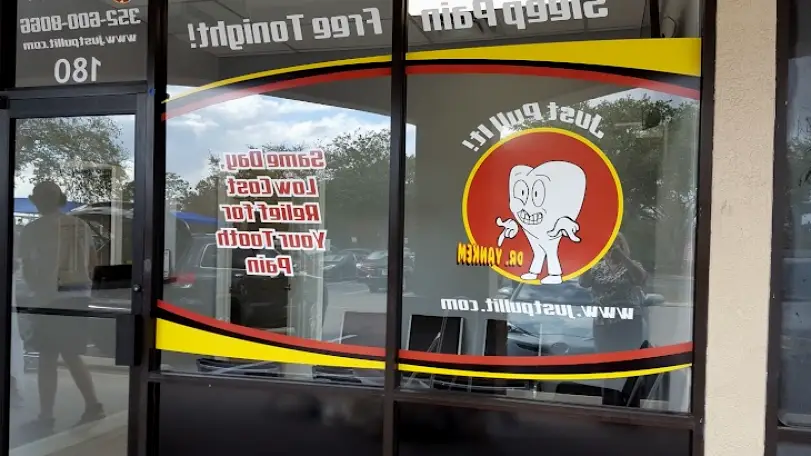 352-600-8066
www.justpullit.com
180
Sleep Pain
Free Tonight!
Same Day
Low Cost
Relief for
Your Tooth
Pain
Just Pull It!
DR. YANKEM
www.justpullit.com